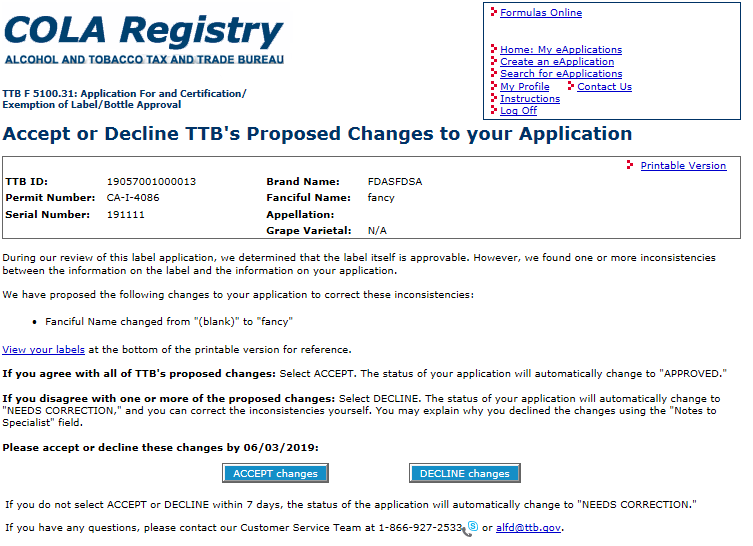 COLA Registry
ALCOHOL AND TOBACCO TAX AND TRADE BUREAU
Formulas Online
Home: My eApplications
Create an eApplication
Search for eApplications
My Profile Contact Us
Instructions
Log Off
TTB F 5100.31: Application For and Certification/
Exemption of Label/Bottle Approval
Accept or Decline TTB's Proposed Changes to your Application
Printable Version
TTB ID: 19057001000013 Brand Name: FDASFDSA
Permit Number: CA-I-4086 Fanciful Name: fancy
Serial Number: 191111 Appellation:
Grape Varietal: N/A
During our review of this label application, we determined that the label itself is approvable. However, we found one or more inconsistencies
between the information on the label and the information on your application.
We have proposed the following changes to your application to correct these inconsistencies:
• Fanciful Name changed from "(blank)" to "fancy"
View your labels at the bottom of the printable version for reference.
If you agree with all of TTB's proposed changes: Select ACCEPT. The status of your application will automatically change to "APPROVED."
If you disagree with one or more of the proposed changes: Select DECLINE. The status of your application will automatically change to
"NEEDS CORRECTION," and you can correct the inconsistencies yourself. You may explain why you declined the changes using the "Notes to
Specialist" field.
Please accept or decline these changes by 06/03/2019:
ACCEPT changes DECLINE changes
If you do not select ACCEPT or DECLINE within 7 days, the status of the application will automatically change to "NEEDS CORRECTION."
If you have any questions, please contact our Customer Service Team at 1-866-927-2533 or alfd@ttb.gov.